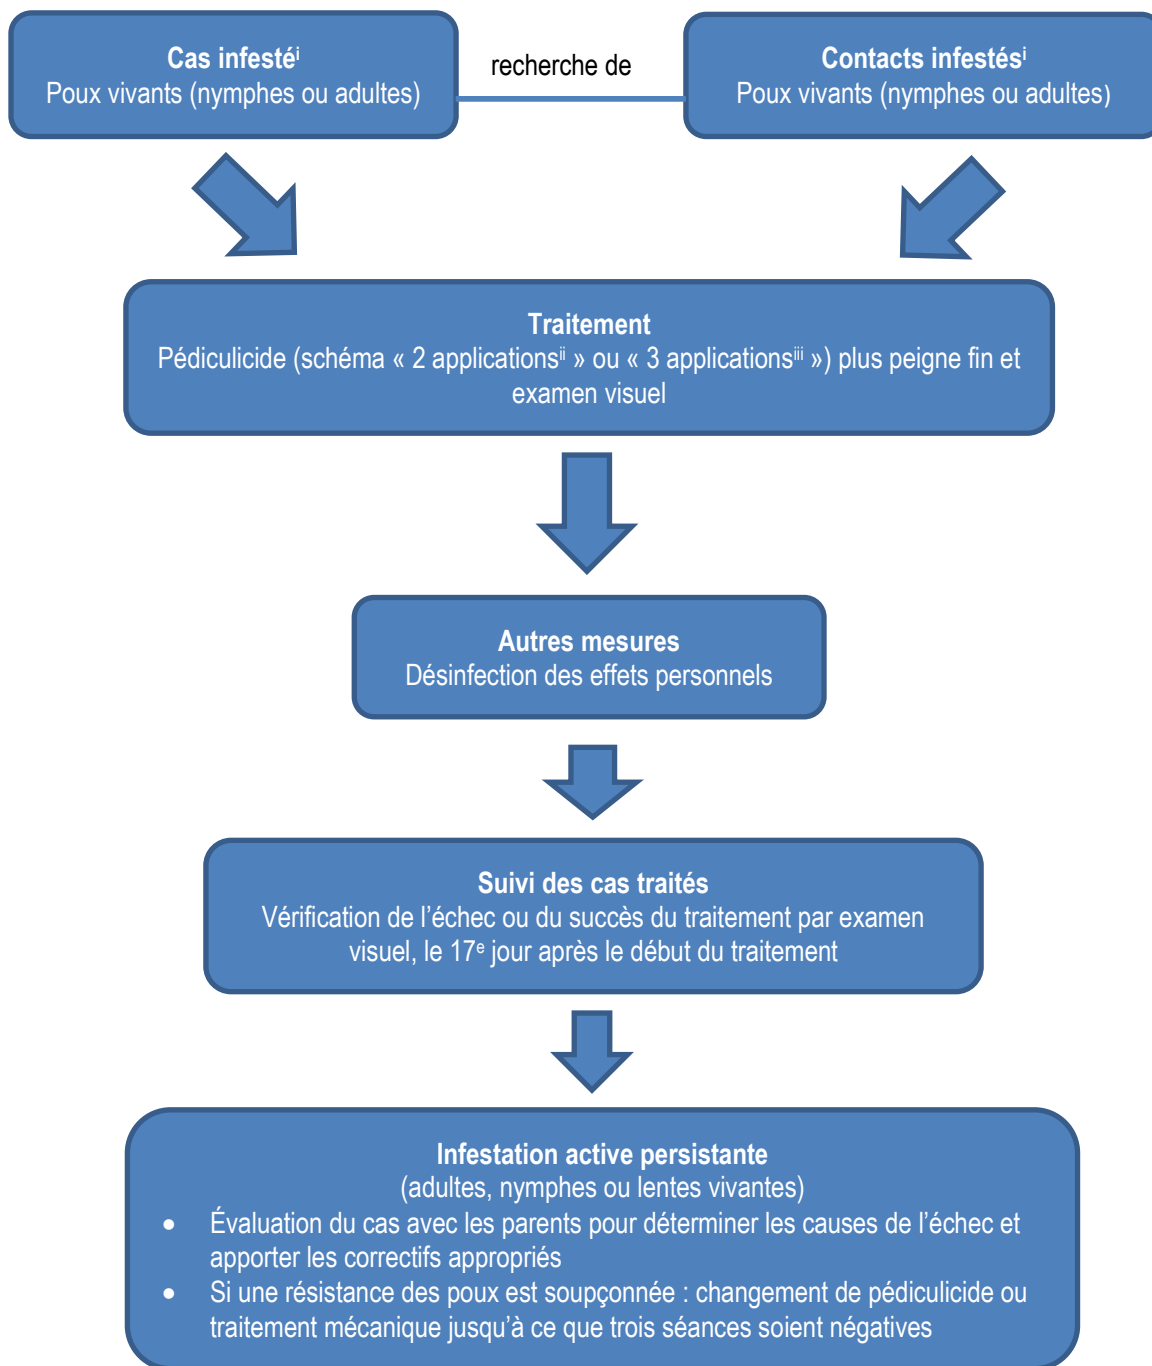 Cas infestéⁱ
Poux vivants (nymphes ou adultes)
recherche de
Contacts infestésⁱ
Poux vivants (nymphes ou adultes)
Traitement
Pédiculicide (schéma « 2 applicationsⁱⁱ » ou « 3 applicationsⁱⁱⁱ ») plus peigne fin et
examen visuel
Autres mesures
Désinfection des effets personnels
Suivi des cas traités
Vérification de l’échec ou du succès du traitement par examen
visuel, le 17ᵉ jour après le début du traitement
Infestation active persistante
(adultes, nymphes ou lentes vivantes)
• Évaluation du cas avec les parents pour déterminer les causes de l’échec et
apporter les correctifs appropriés
• Si une résistance des poux est soupçonnée : changement de pédiculicide ou
traitement mécanique jusqu’à ce que trois séances soient négatives